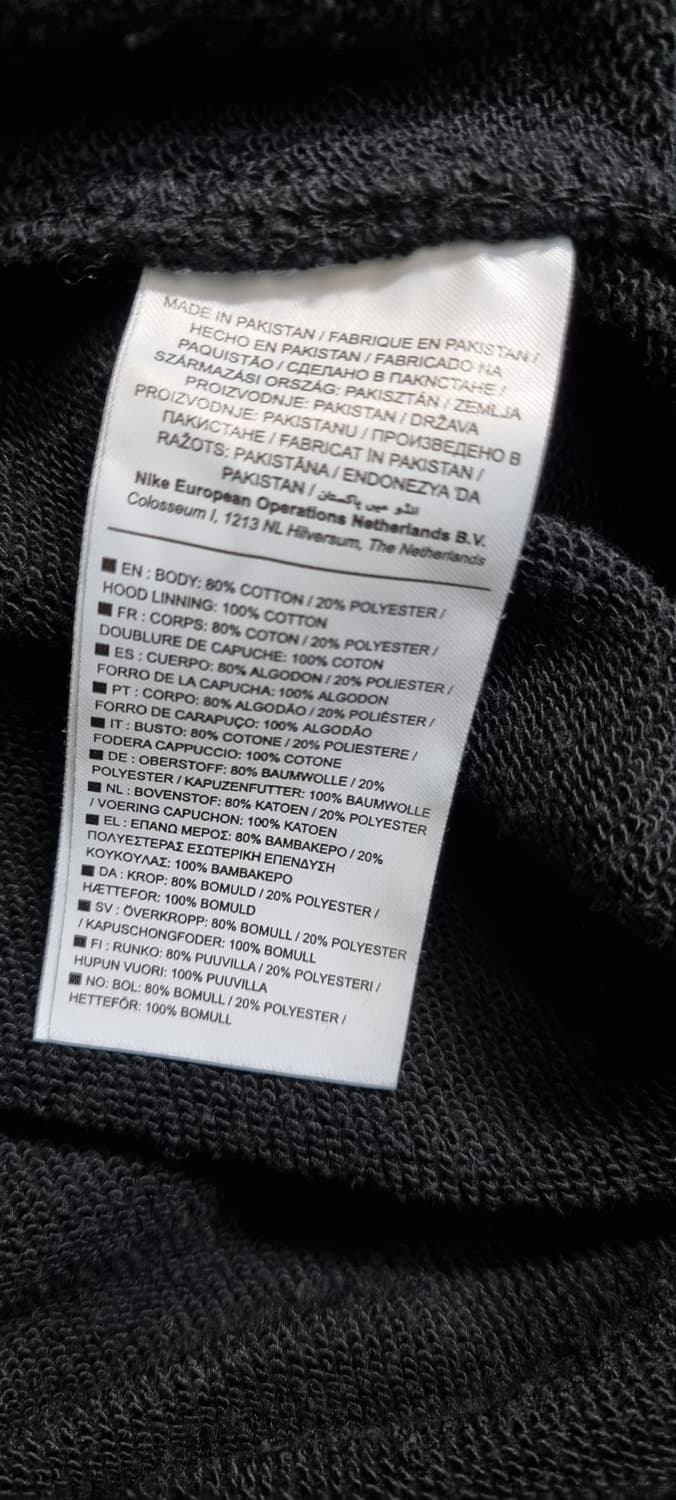 MADE IN PAKISTAN / FABRIQUE EN PAKISTAN /
HECHO EN PAKISTAN / FABRICADO NA
PAQUISTÃO / СДЕЛАНО В ПАКNСТАНЕ /
SZÁRMAZÁSI ORSZÁG: PAKISZTÁN / ZEMLJA
PROIZVODNJE: PAKISTAN / DRŽAVA
PROIZVODNJE: PAKISTANU / ПРОИЗВЕДЕНО В
ПАКИСТАНЕ / FABRICAT IN PAKISTAN /
RAŽOTS: PAKISTĀNA / ENDONEZYA 'DA
PAKISTAN / میں پاکستان
Nike European Operations Netherlands B.V.
Colosseum I, 1213 NL Hilversum, The Netherlands
EN : BODY: 80% COTTON / 20% POLYESTER /
HOOD LINNING: 100% COTTON
FR : CORPS: 80% COTON / 20% POLYESTER /
DOUBLURE DE CAPUCHE: 100% COTON
ES : CUERPO: 80% ALGODON / 20% POLIESTER /
FORRO DE LA CAPUCHA: 100% ALGODON
PT : CORPO: 80% ALGODÃO / 20% POLIÉSTER /
FORRO DE CARAPUÇO: 100% ALGODÃO
IT : BUSTO: 80% COTONE / 20% POLIESTERE /
FODERA CAPPUCCIO: 100% COTONE
DE : OBERSTOFF: 80% BAUMWOLLE / 20%
POLYESTER / KAPUZENFUTTER: 100% BAUMWOLLE
NL : BOVENSTOF: 80% KATOEN / 20% POLYESTER
/ VOERING CAPUCHON: 100% KATOEN
EL : ΕΠΑΝΩ ΜΕΡΟΣ: 80% ΒΑΜΒΑΚΕΡΟ / 20%
ΠΟΛΥΕΣΤΕΡΑΣ ΕΣΩΤΕΡΙΚΗ ΕΠΕΝΔΥΣΗ
ΚΟΥΚΟΥΛΑΣ: 100% ΒΑΜΒΑΚΕΡΟ
DA : KROP: 80% BOMULD / 20% POLYESTER /
HÆTTEFOR: 100% BOMULD
SV : ÖVERKROPP: 80% BOMULL / 20% POLYESTER
/ KAPUSCHONGFODER: 100% BOMULL
FI : RUNKO: 80% PUUVILLA / 20% POLYESTERI /
HUPUN VUORI: 100% PUUVILLA
NO: BOL: 80% BOMULL / 20% POLYESTER /
HETTEFÔR: 100% BOMULL